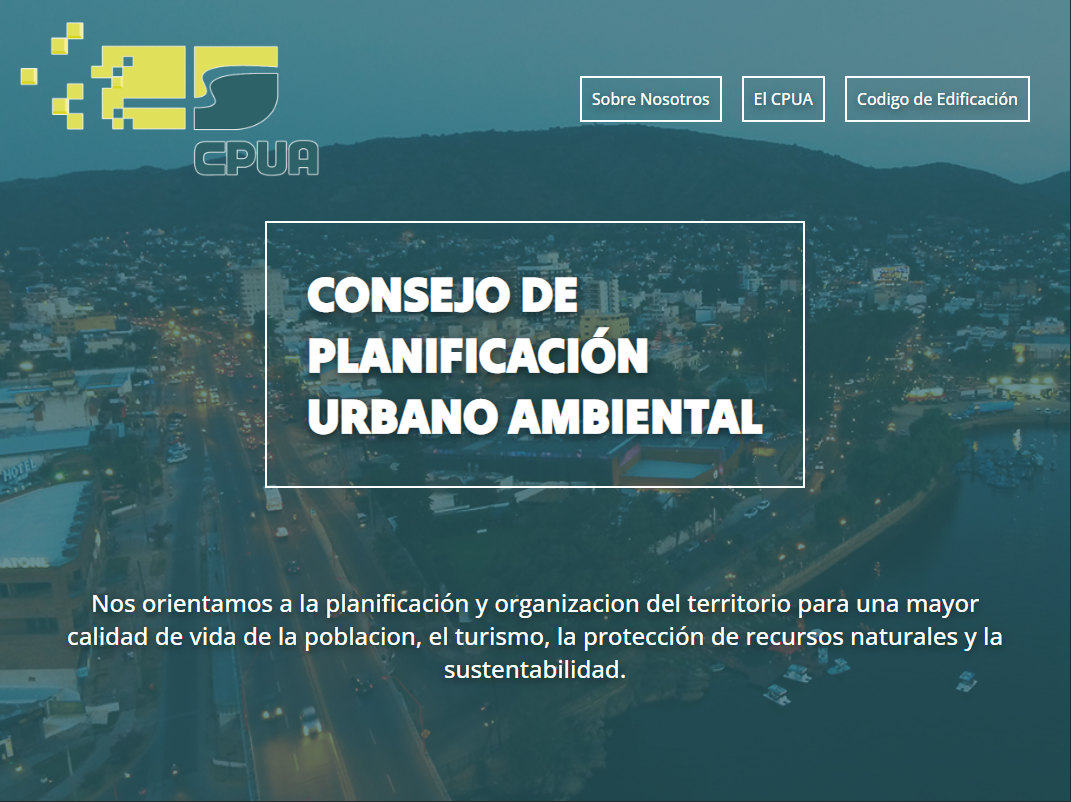 CPUA
Sobre Nosotros
El CPUA
Codigo de Edificación
CONSEJO DE
PLANIFICACIÓN
URBANO AMBIENTAL
HOTEL
Nos orientamos a la planificación y organizacion del territorio para una mayor
calidad de vida de la poblacion, el turismo, la protección de recursos naturales y la
sustentabilidad.